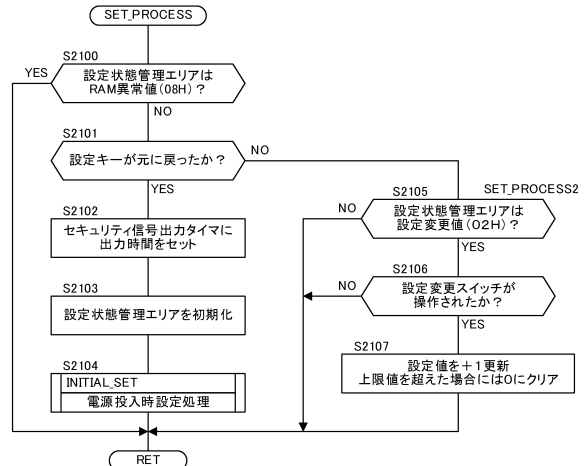 SET_PROCESS
S2100
YES
設定状態管理エリアは
RAM異常値(08H)？
NO
S2101
設定キーが元に戻ったか？
NO
YES
S2102
セキュリティ信号出力タイマに
出力時間をセット
S2103
設定状態管理エリアを初期化
S2104
INITIAL_SET
電源投入時設定処理
RET
SET_PROCESS2
S2105
NO
設定状態管理エリアは
設定変更値(02H)？
YES
S2106
NO
設定変更スイッチが
操作されたか？
YES
S2107
設定値を＋１更新
上限値を超えた場合には0にクリア